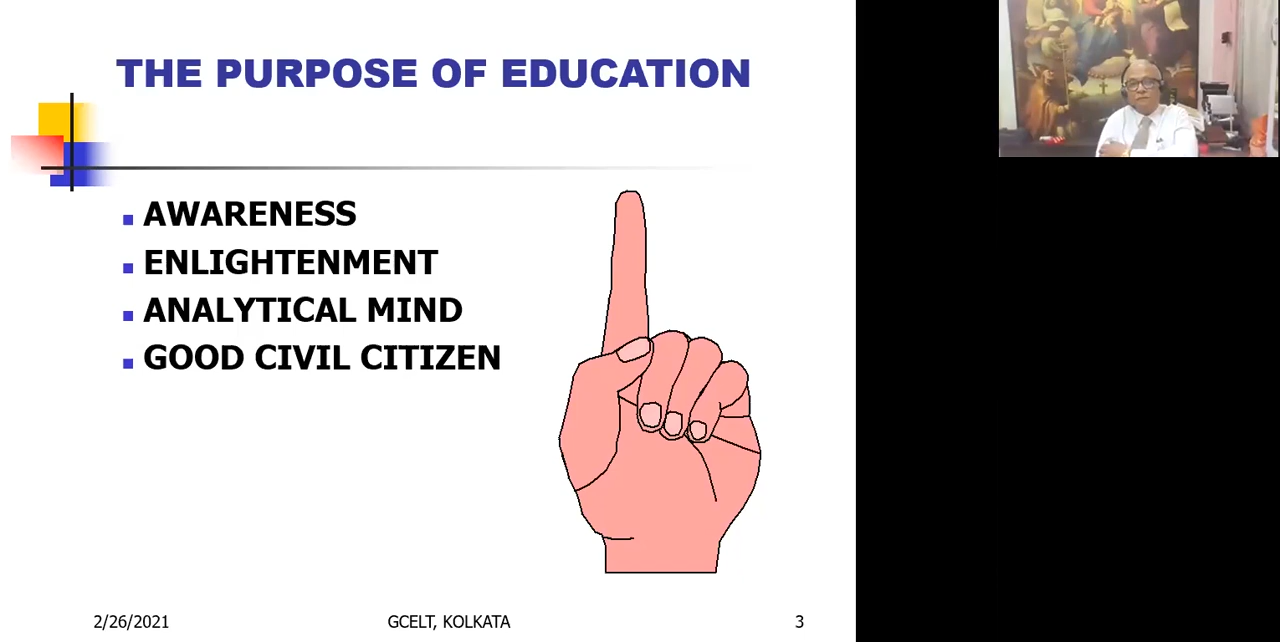 THE PURPOSE OF EDUCATION
AWARENESS
ENLIGHTENMENT
ANALYTICAL MIND
GOOD CIVIL CITIZEN
2/26/2021 GCELT, KOLKATA 3